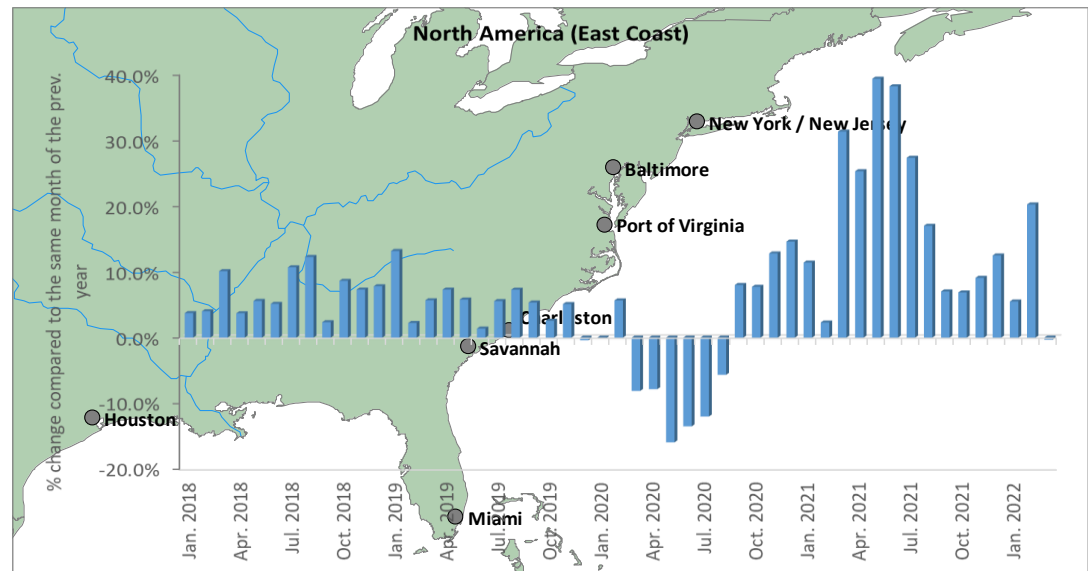 North America (East Coast)
% change compared to the same month of the prev.
year
40.0%
30.0%
20.0%
10.0%
0.0%
-10.0%
-20.0%
New York / New Jersey
Baltimore
Port of Virginia
Charleston
Savannah
Houston
Miami
Jan. 2018
Apr. 2018
Jul. 2018
Oct. 2018
Jan. 2019
Apr. 2019
Jul. 2019
Oct. 2019
Jan. 2020
Apr. 2020
Jul. 2020
Oct. 2020
Jan. 2021
Apr. 2021
Jul. 2021
Oct. 2021
Jan. 2022